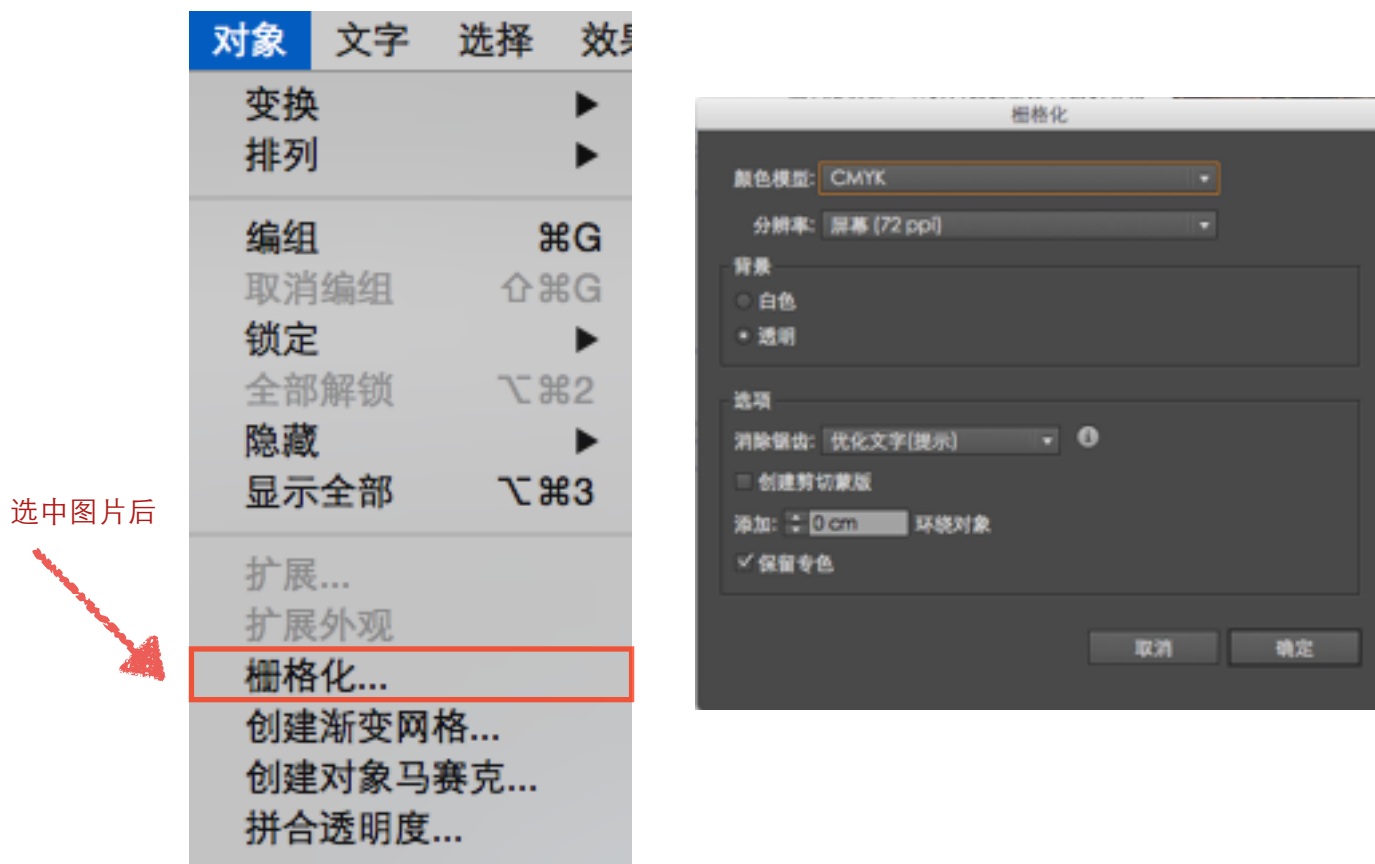 对象 文字 选择 效果
变换
排列
编组 ⌘G
取消编组 ⇧⌘G
锁定
全部解锁 ⌥⌘2
隐藏
显示全部 ⌥⌘3
选中图片后
扩展...
扩展外观
栅格化...
创建渐变网格...
创建对象马赛克...
拼合透明度...
栅格化
颜色模型: CMYK
分辨率: 屏幕 (72 ppi)
背景
白色
透明
选项
消除锯齿: 优化文字(提示)
创建剪切蒙版
添加: 0 cm 环绕对象
保留专色
取消 确定